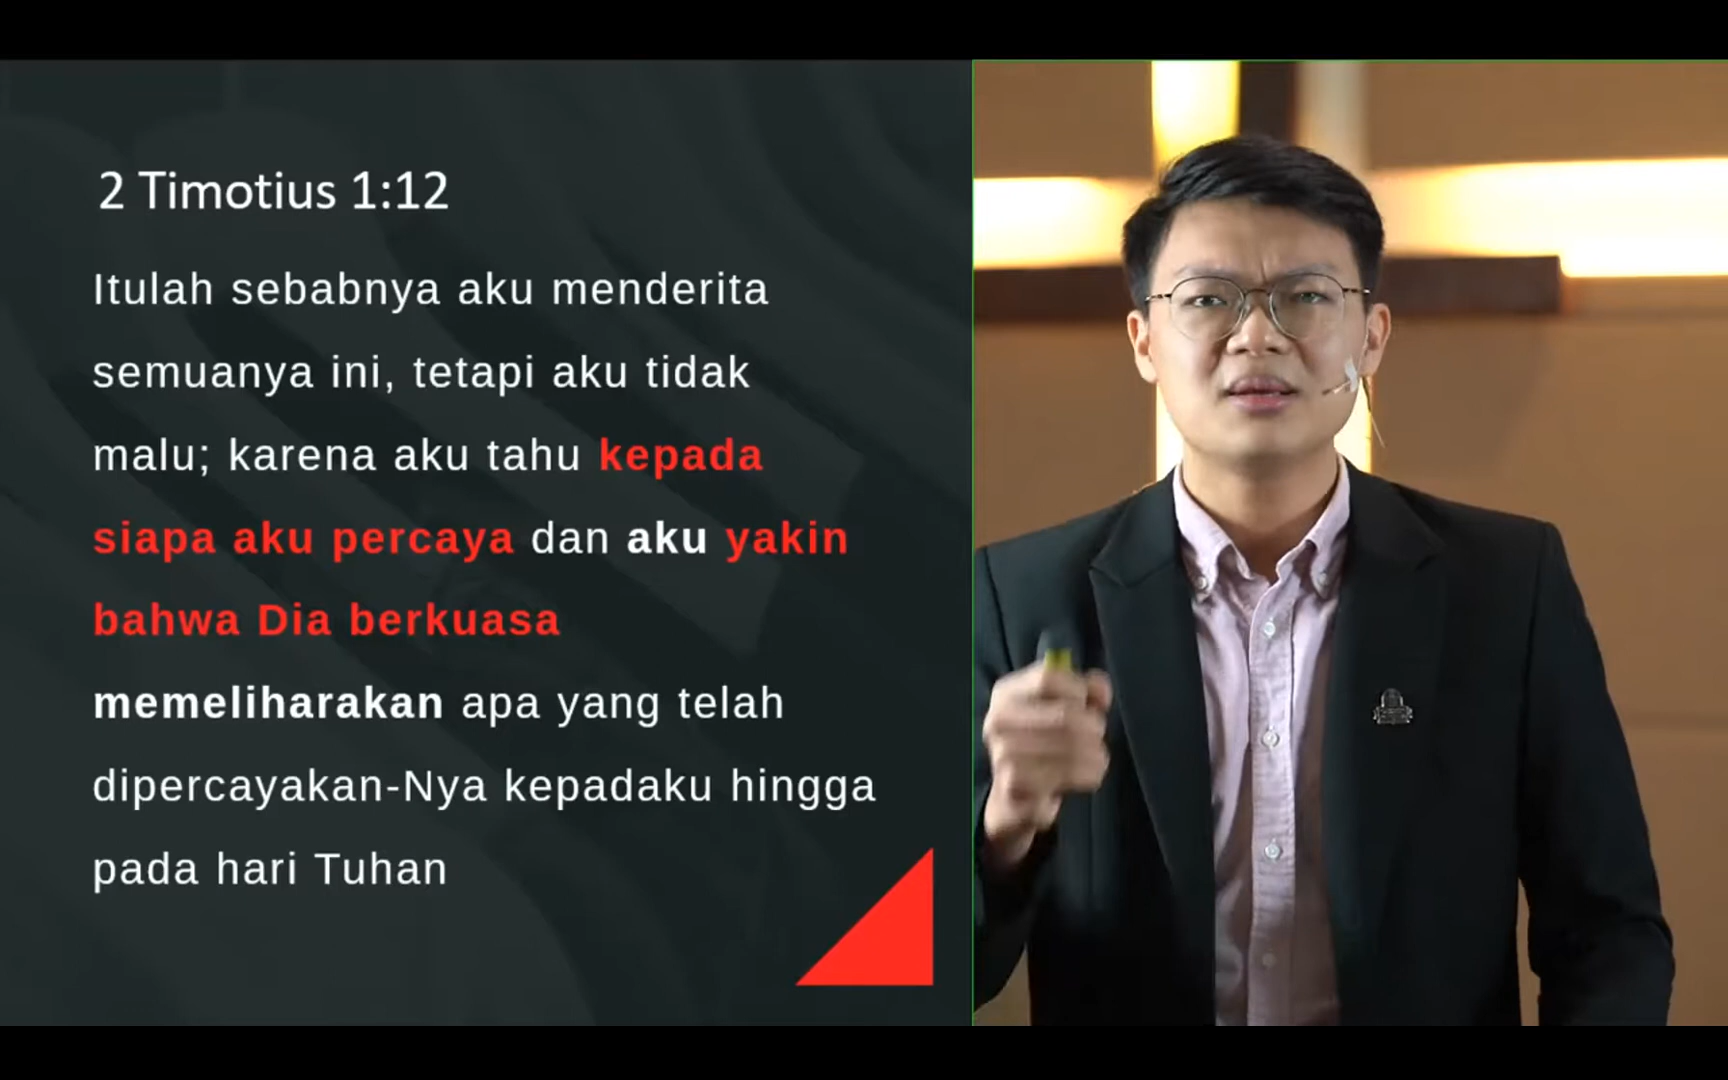 2 Timotius 1:12
Itulah sebabnya aku menderita
semuanya ini, tetapi aku tidak
malu; karena aku tahu kepada
siapa aku percaya dan aku yakin
bahwa Dia berkuasa
memeliharakan apa yang telah
dipercayakan-Nya kepadaku hingga
pada hari Tuhan